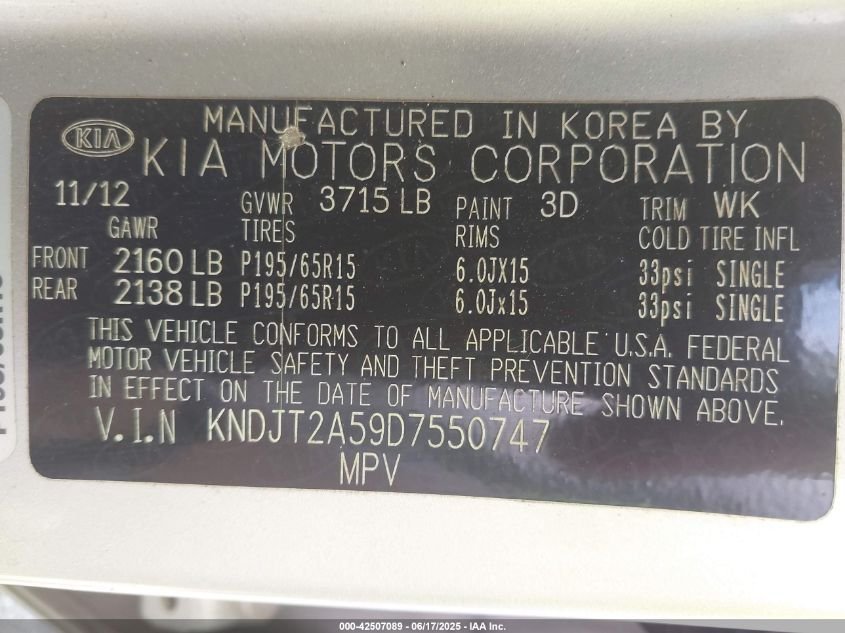 MANUFACTURED IN KOREA BY
KIA KIA MOTORS CORPORATION
11/12 GVWR 3715 LB PAINT 3D TRIM WK
GAWR TIRES RIMS COLD TIRE INFL
FRONT 2160 LB P195/65R15 6.0JX15 33psi SINGLE
REAR 2138 LB P195/65R15 6.0Jx15 33psi SINGLE
THIS VEHICLE CONFORMS TO ALL APPLICABLE U.S.A. FEDERAL
MOTOR VEHICLE SAFETY AND THEFT PREVENTION STANDARDS
IN EFFECT ON THE DATE OF MANUFACTURE SHOWN ABOVE.
V.I.N KNDJT2A59D7550747
MPV
000-42507089 - 06/17/2025 - IAA Inc.